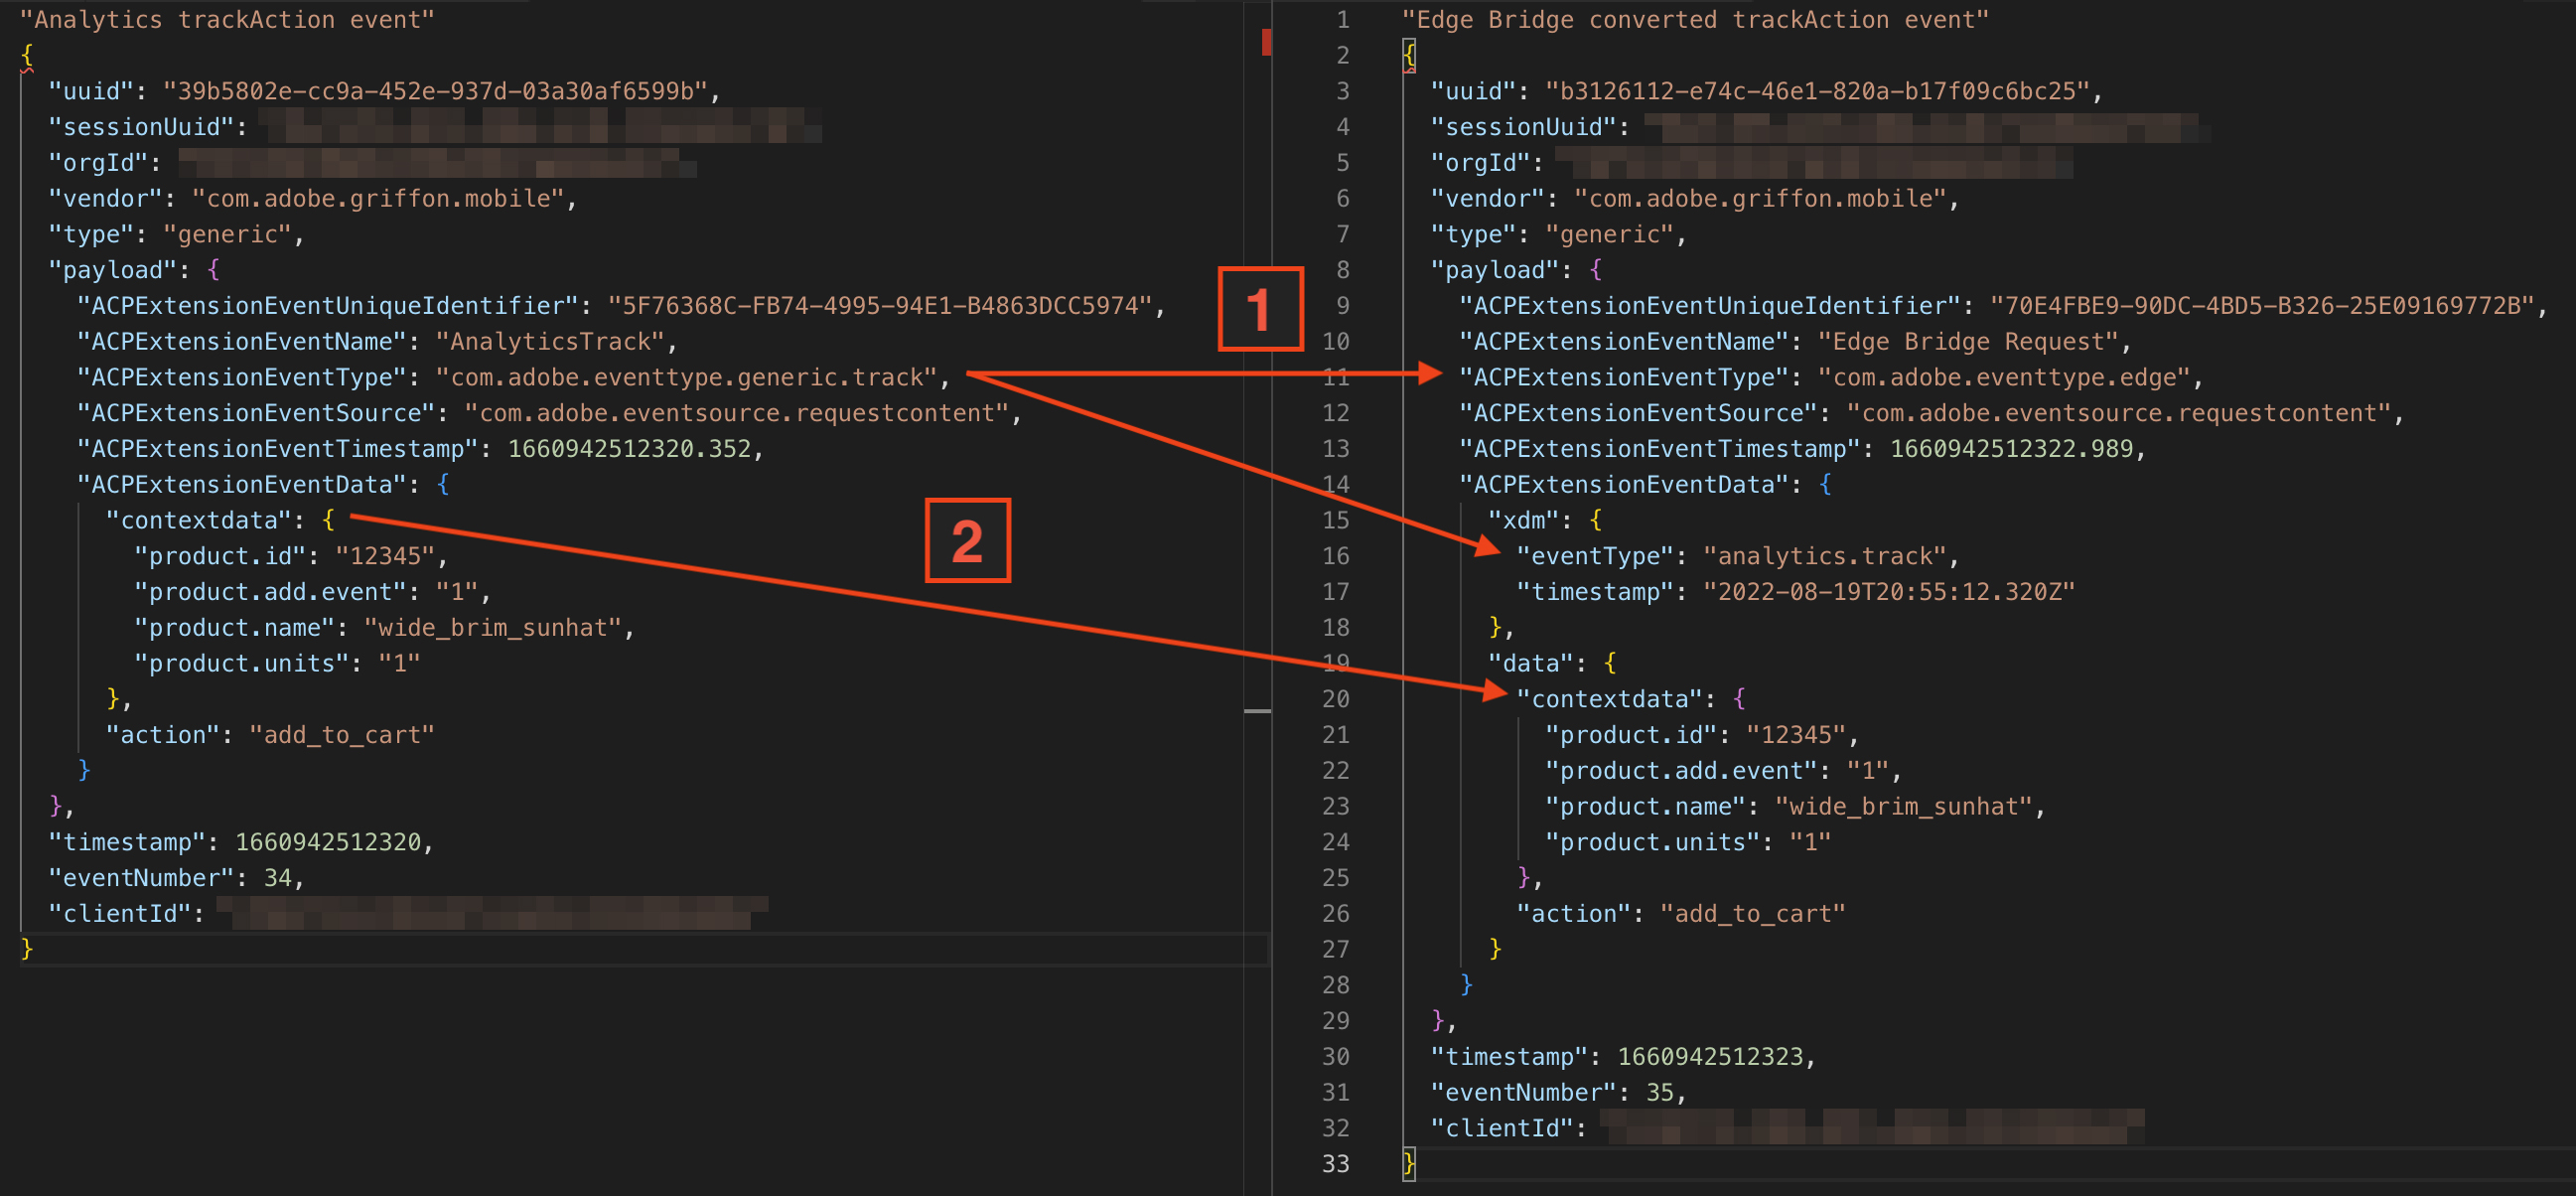 "Analytics trackAction event"
{
"uuid": "39b5802e-cc9a-452e-937d-03a30af6599b",
"sessionUuid":
"orgId":
"vendor": "com.adobe.griffon.mobile",
"type": "generic",
"payload": {
"ACPExtensionEventUniqueIdentifier": "5F76368C-FB74-4995-94E1-B4863DCC5974",
"ACPExtensionEventName": "AnalyticsTrack",
"ACPExtensionEventType": "com.adobe.eventtype.generic.track",
"ACPExtensionEventSource": "com.adobe.eventsource.requestcontent",
"ACPExtensionEventTimestamp": 1660942512320.352,
"ACPExtensionEventData": {
"contextdata": {
"product.id": "12345",
"product.add.event": "1",
"product.name": "wide_brim_sunhat",
"product.units": "1"
},
"action": "add_to_cart"
}
},
"timestamp": 1660942512320,
"eventNumber": 34,
"clientId":
}
1
2
1 "Edge Bridge converted trackAction event"
2 {
3 "uuid": "b3126112-e74c-46e1-820a-b17f09c6bc25",
4 "sessionUuid":
5 "orgId":
6 "vendor": "com.adobe.griffon.mobile",
7 "type": "generic",
8 "payload": {
9 "ACPExtensionEventUniqueIdentifier": "70E4FBE9-90DC-4BD5-B326-25E09169772B",
10 "ACPExtensionEventName": "Edge Bridge Request",
11 "ACPExtensionEventType": "com.adobe.eventtype.edge",
12 "ACPExtensionEventSource": "com.adobe.eventsource.requestcontent",
13 "ACPExtensionEventTimestamp": 1660942512322.989,
14 "ACPExtensionEventData": {
15 "xdm": {
16 "eventType": "analytics.track",
17 "timestamp": "2022-08-19T20:55:12.320Z"
18 },
19 "data": {
20 "contextdata": {
21 "product.id": "12345",
22 "product.add.event": "1",
23 "product.name": "wide_brim_sunhat",
24 "product.units": "1"
25 },
26 "action": "add_to_cart"
27 }
28 }
29 },
30 "timestamp": 1660942512323,
31 "eventNumber": 35,
32 "clientId":
33 }